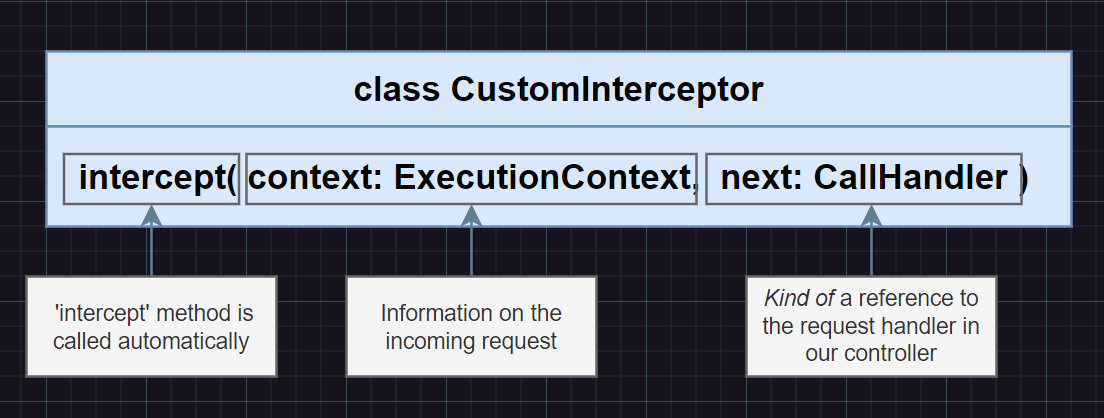 class CustomInterceptor
intercept( context: ExecutionContext, next: CallHandler )
'intercept' method is
called automatically
Information on the
incoming request
Kind of a reference to
the request handler in
our controller